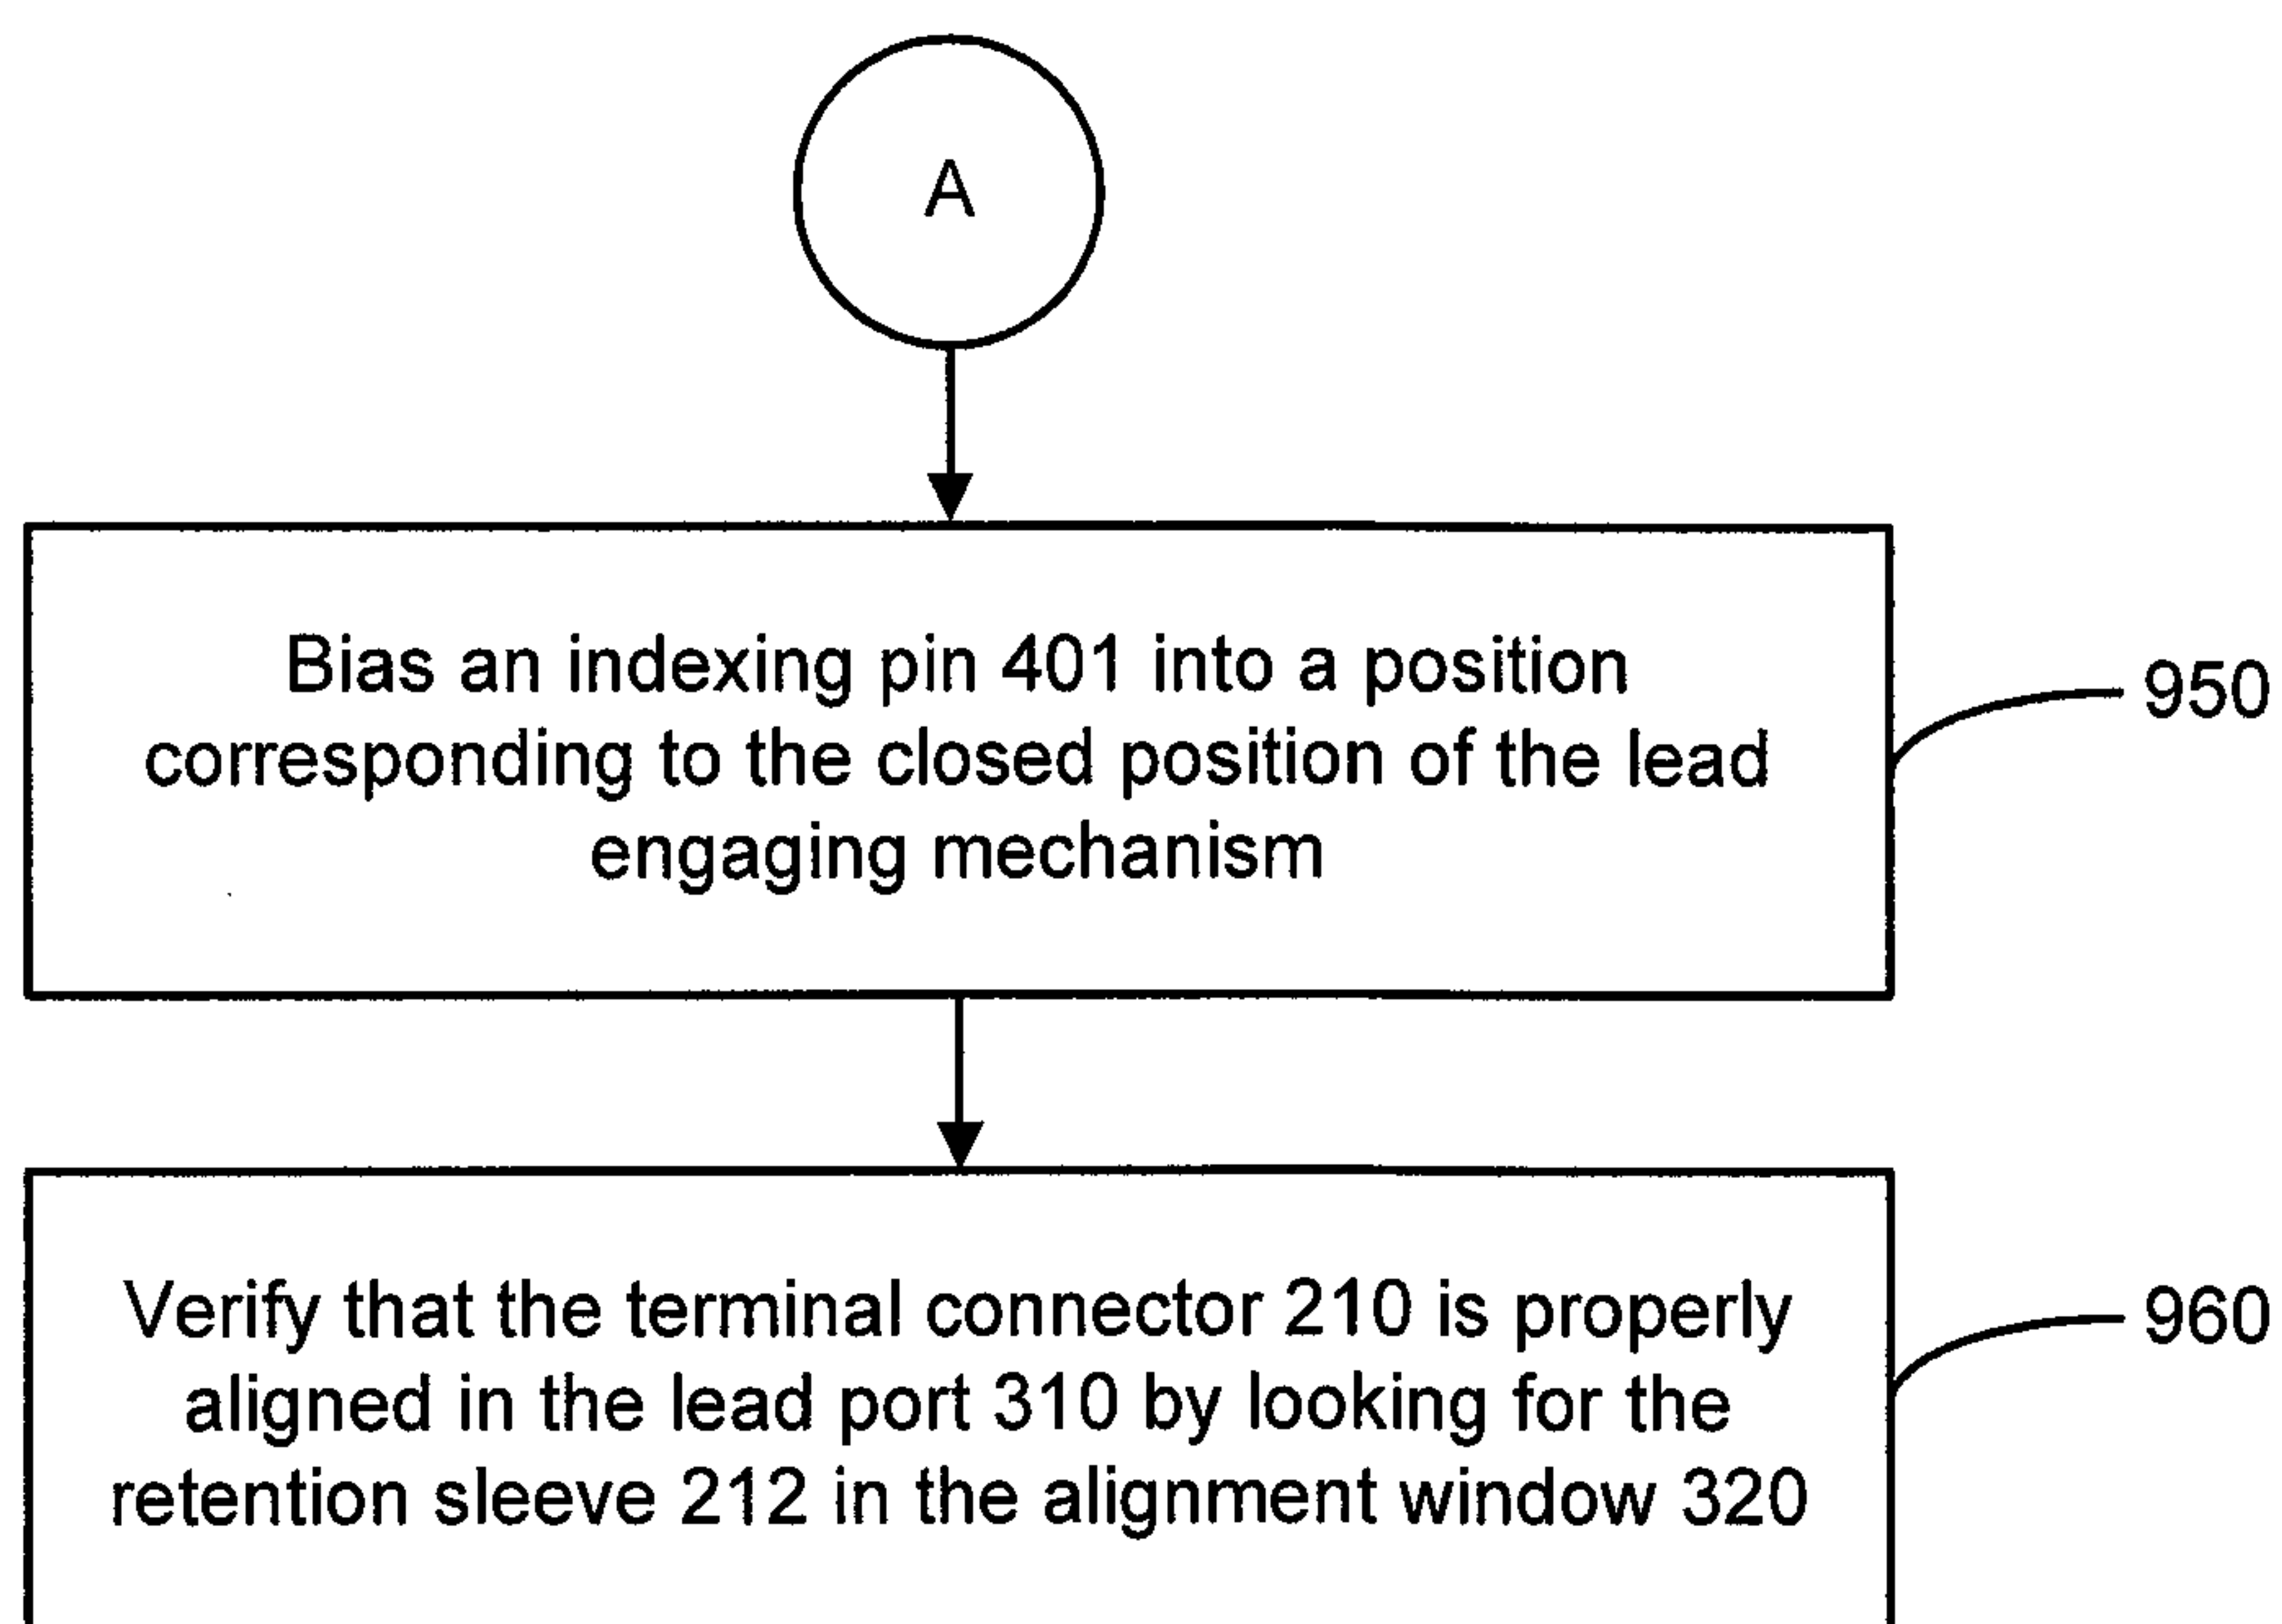 A
Bias an indexing pin 401 into a position
corresponding to the closed position of the lead
engaging mechanism
950
Verify that the terminal connector 210 is properly
aligned in the lead port 310 by looking for the
retention sleeve 212 in the alignment window 320
960